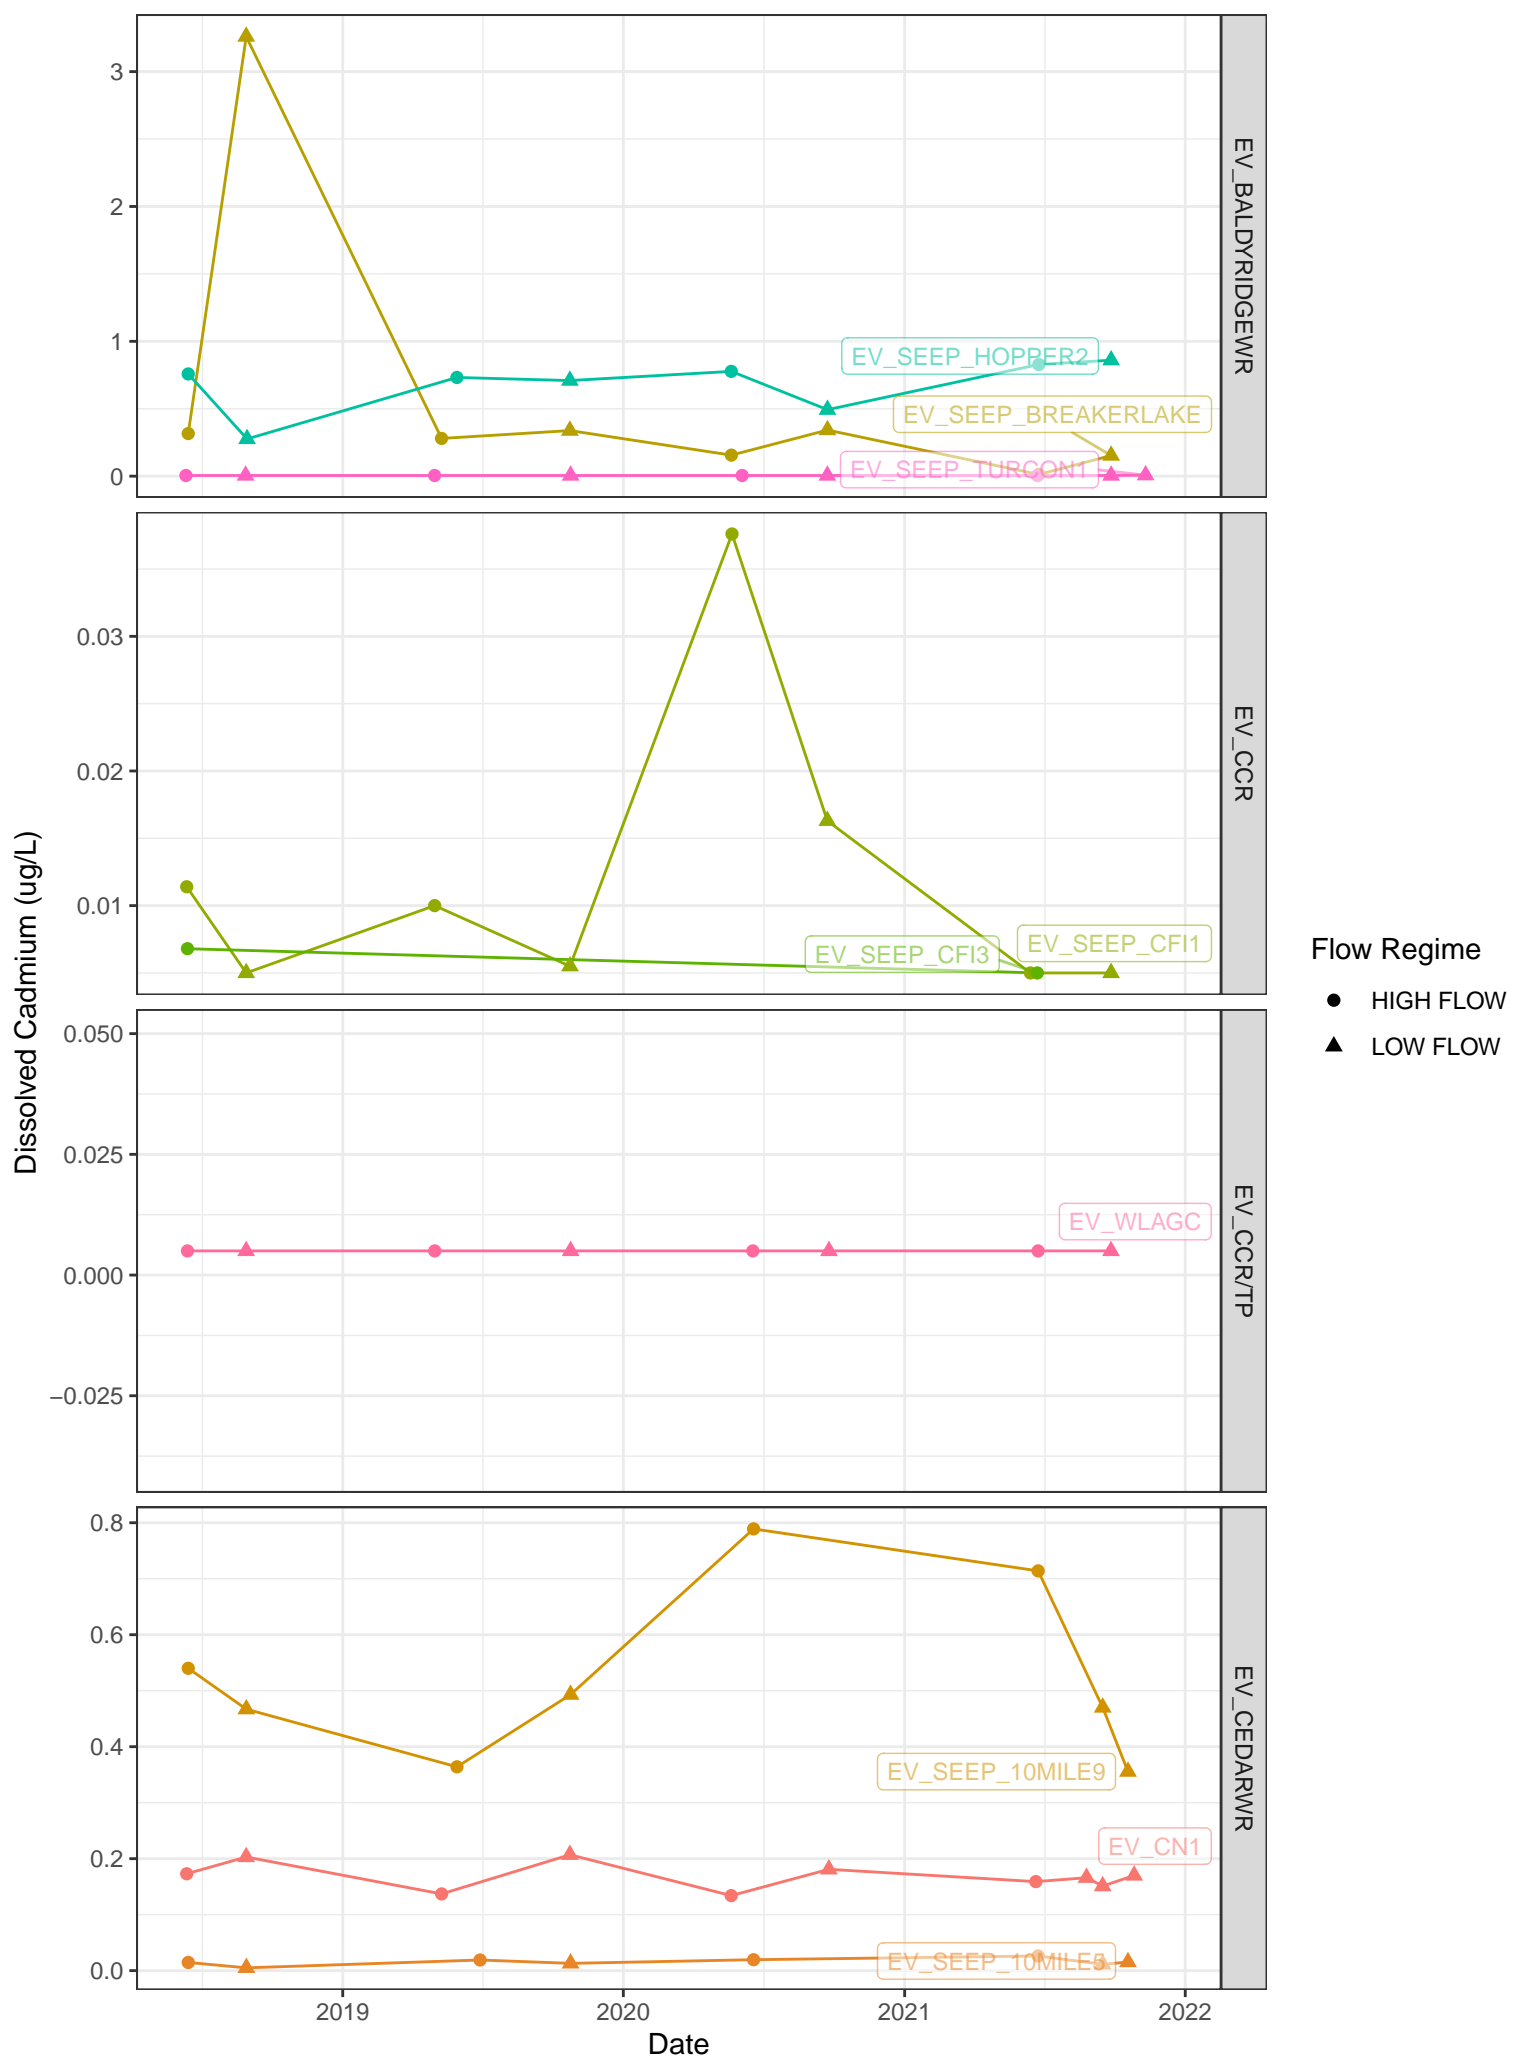 3
2
1
0
EV_SEEP_HOPPER2
EV_SEEP_BREAKERLAKE
EV_SEEP_TURCON1
EV_BALDYRIDGEWR
0.03
0.02
0.01
EV_SEEP_CFI3
EV_SEEP_CFI1
EV_CCR
0.050
0.025
0.000
−0.025
EV_WLAGC
EV_CCR/TP
0.8
0.6
0.4
0.2
0.0
EV_SEEP_10MILE9
EV_CN1
EV_SEEP_10MILE5
EV_CEDARWR
2019
2020
2021
2022
Date
Dissolved Cadmium (ug/L)
Flow Regime
HIGH FLOW
LOW FLOW